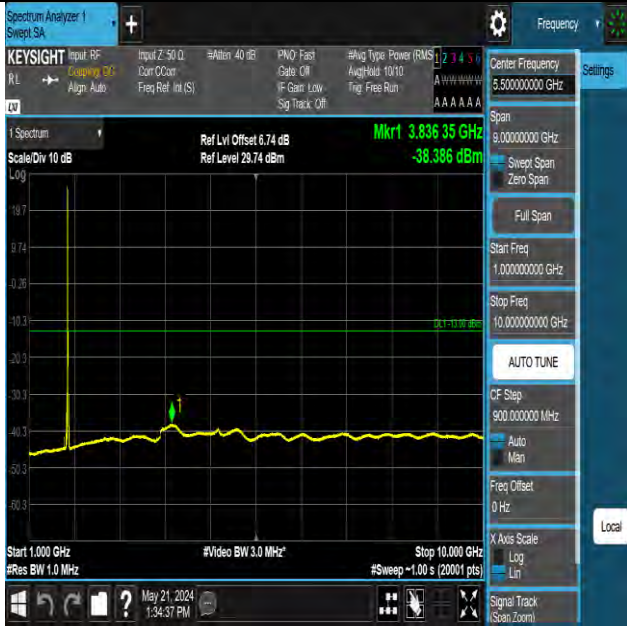 Spectrum Analyzer 1
Swept SA
+
Frequency
KEYSIGHT
Input: RF
Coupling: DC
Align: Auto
Input Z: 50 Ω
Corr CCorr
Freq Ref: Int (S)
#Atten: 40 dB
PNO: Fast
Gate: Off
IF Gain: Low
Sig Track: Off
#Avg Type: Power (RMS
Avg|Hold: 10/10
Trig: Free Run
1 2 3 4 5 6
A W W W W W
A A A A A A
RL
1 Spectrum
Scale/Div 10 dB
Ref Lvl Offset 6.74 dB
Ref Level 29.74 dBm
Mkr1 3.836 35 GHz
-38.386 dBm
Log
19.7
9.74
-0.26
-10.3
DL1 -13.00 dBm
-20.3
-30.3
1
-40.3
-50.3
-60.3
Start 1.000 GHz
#Video BW 3.0 MHz*
Stop 10.000 GHz
#Res BW 1.0 MHz
#Sweep ~1.00 s (20001 pts)
?
May 21, 2024
1:34:37 PM
Center Frequency
5.500000000 GHz
Settings
Span
9.00000000 GHz
Swept Span
Zero Span
Full Span
Start Freq
1.000000000 GHz
Stop Freq
10.000000000 GHz
AUTO TUNE
CF Step
900.000000 MHz
Auto
Man
Freq Offset
0 Hz
Local
X Axis Scale
Log
Lin
Signal Track
(Span Zoom)